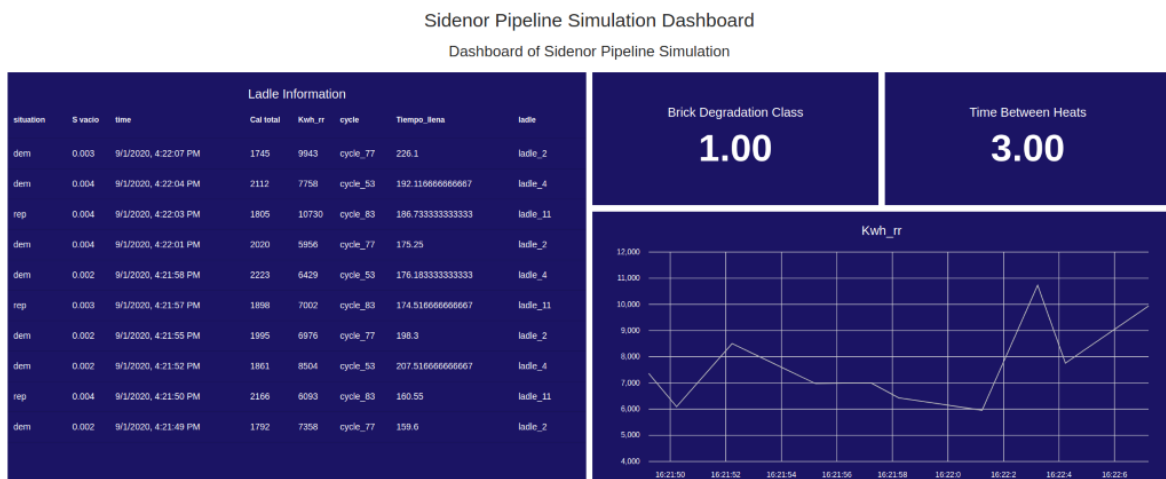 Sidenor Pipeline Simulation Dashboard
Dashboard of Sidenor Pipeline Simulation
Ladle Information
situation S vacio time Cal total Kwh_rr cycle Tiempo_llena ladle
dem 0.003 9/1/2020, 4:22:07 PM 1745 9943 cycle_77 226.1 ladle_2
dem 0.004 9/1/2020, 4:22:04 PM 2112 7758 cycle_53 192.116666666667 ladle_4
rep 0.004 9/1/2020, 4:22:03 PM 1805 10730 cycle_83 186.733333333333 ladle_11
dem 0.004 9/1/2020, 4:22:01 PM 2020 5956 cycle_77 175.25 ladle_2
dem 0.002 9/1/2020, 4:21:58 PM 2223 6429 cycle_53 176.183333333333 ladle_4
rep 0.003 9/1/2020, 4:21:57 PM 1898 7002 cycle_83 174.516666666667 ladle_11
dem 0.002 9/1/2020, 4:21:55 PM 1995 6976 cycle_77 198.3 ladle_2
dem 0.002 9/1/2020, 4:21:52 PM 1861 8504 cycle_53 207.516666666667 ladle_4
rep 0.004 9/1/2020, 4:21:50 PM 2166 6093 cycle_83 160.55 ladle_11
dem 0.002 9/1/2020, 4:21:49 PM 1792 7358 cycle_77 159.6 ladle_2
Brick Degradation Class
1.00
Time Between Heats
3.00
Kwh_rr
12,000
11,000
10,000
9,000
8,000
7,000
6,000
5,000
4,000
16:21:50 16:21:52 16:21:54 16:21:56 16:21:58 16:22:0 16:22:2 16:22:4 16:22:6